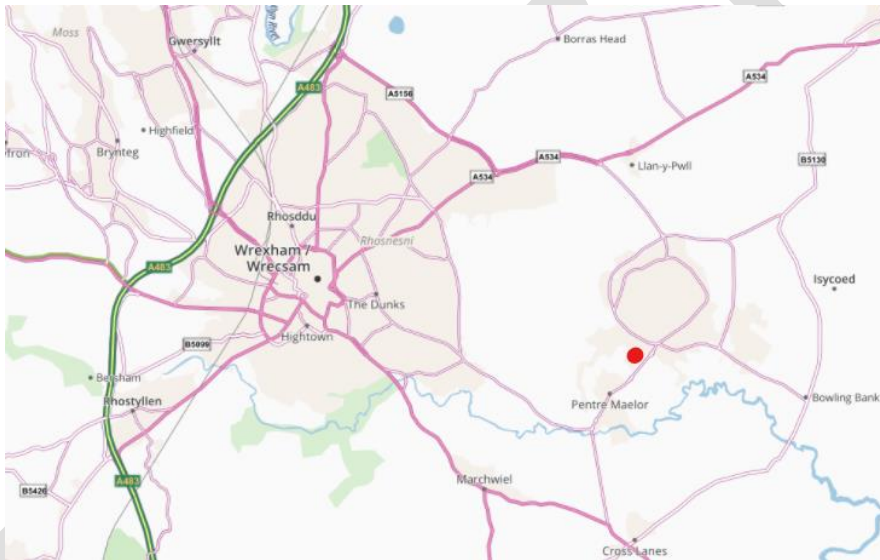 Moss
Gwersyllt
Borras Head
A483
A534
A5156
Highfield
Brynteg
B5130
A534
Llan-y-Pwll
A534
Rhosddu
Rhosnesni
Wrexham /
Wrecsam
A483
Isycoed
The Dunks
Hightown
B5099
Bersham
Rhostyllen
Pentre Maelor
Bowling Bank
A483
Marchwiel
B5426
Cross Lanes